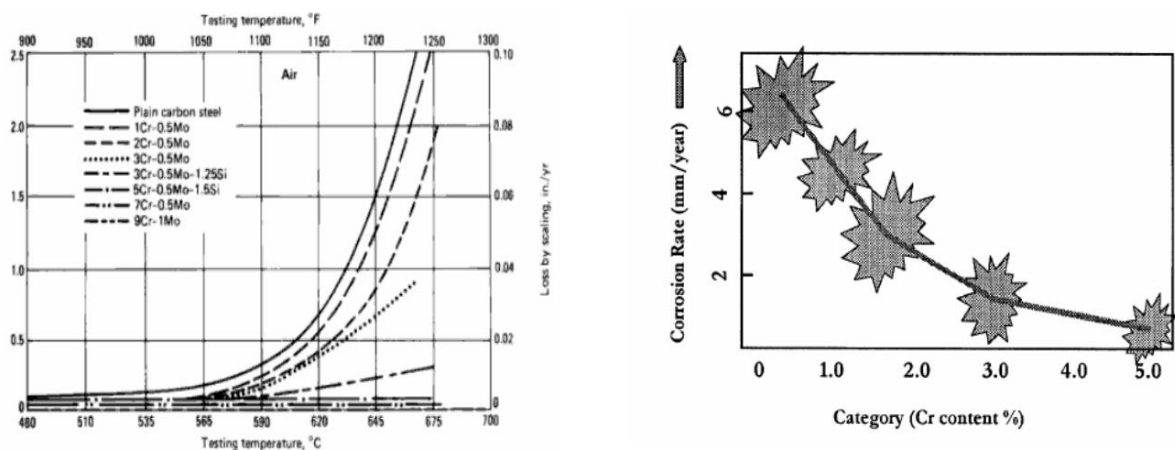 Testing temperature, °F
900 950 1000 1050 1100 1150 1200 1250 1300
2.5
2.0
1.5
1.0
0.5
0
Air
Plain carbon steel
1Cr-0.5Mo
2Cr-0.5Mo
3Cr-0.5Mo
3Cr-0.5Mo-1.25Si
5Cr-0.5Mo-1.5Si
7Cr-0.5Mo
9Cr-1Mo
0.10
0.08
0.06
0.04
0.02
0
Loss by scaling, in./yr
480 510 535 565 590 620 645 675 700
Testing temperature, °C
Corrosion Rate (mm/year)
6
4
2
0 1.0 2.0 3.0 4.0 5.0
Category (Cr content %)